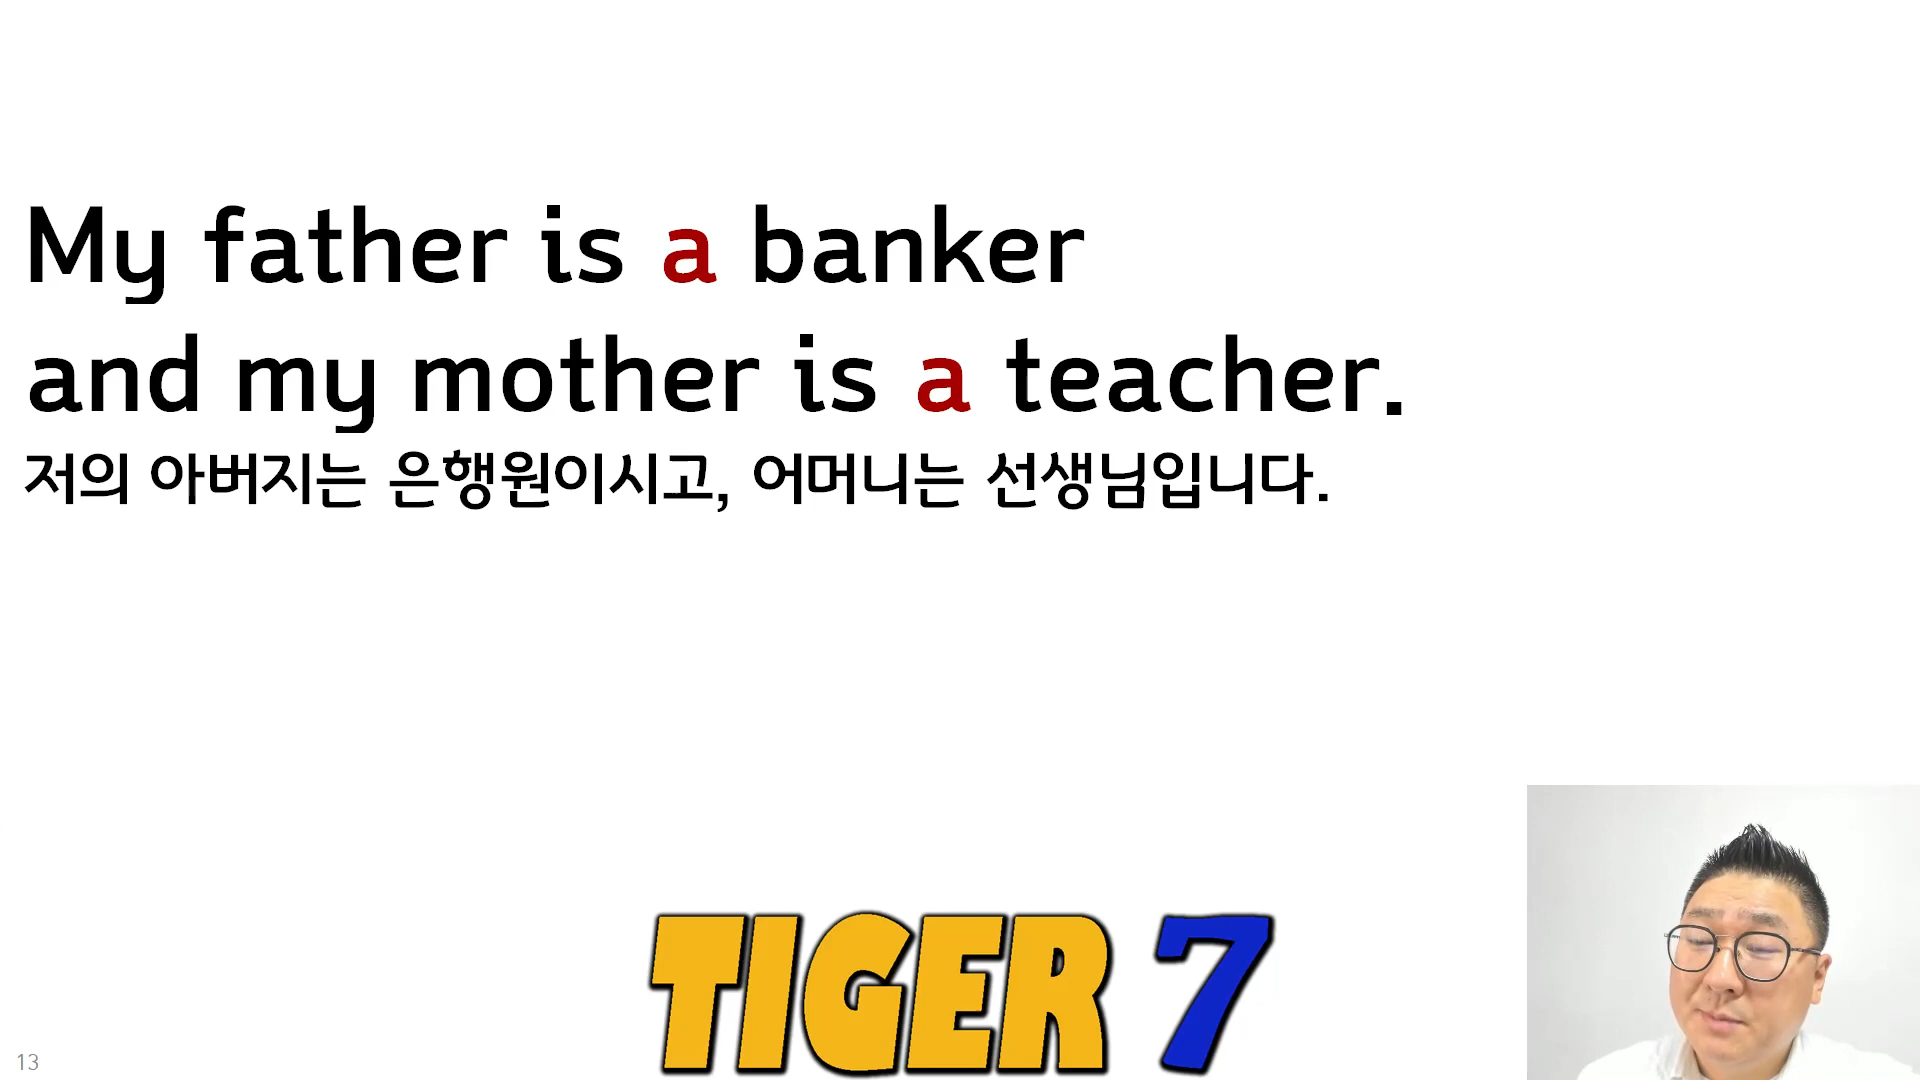 My father is a banker
and my mother is a teacher.
저의 아버지는 은행원이시고, 어머니는 선생님입니다.
TIGER 7
13